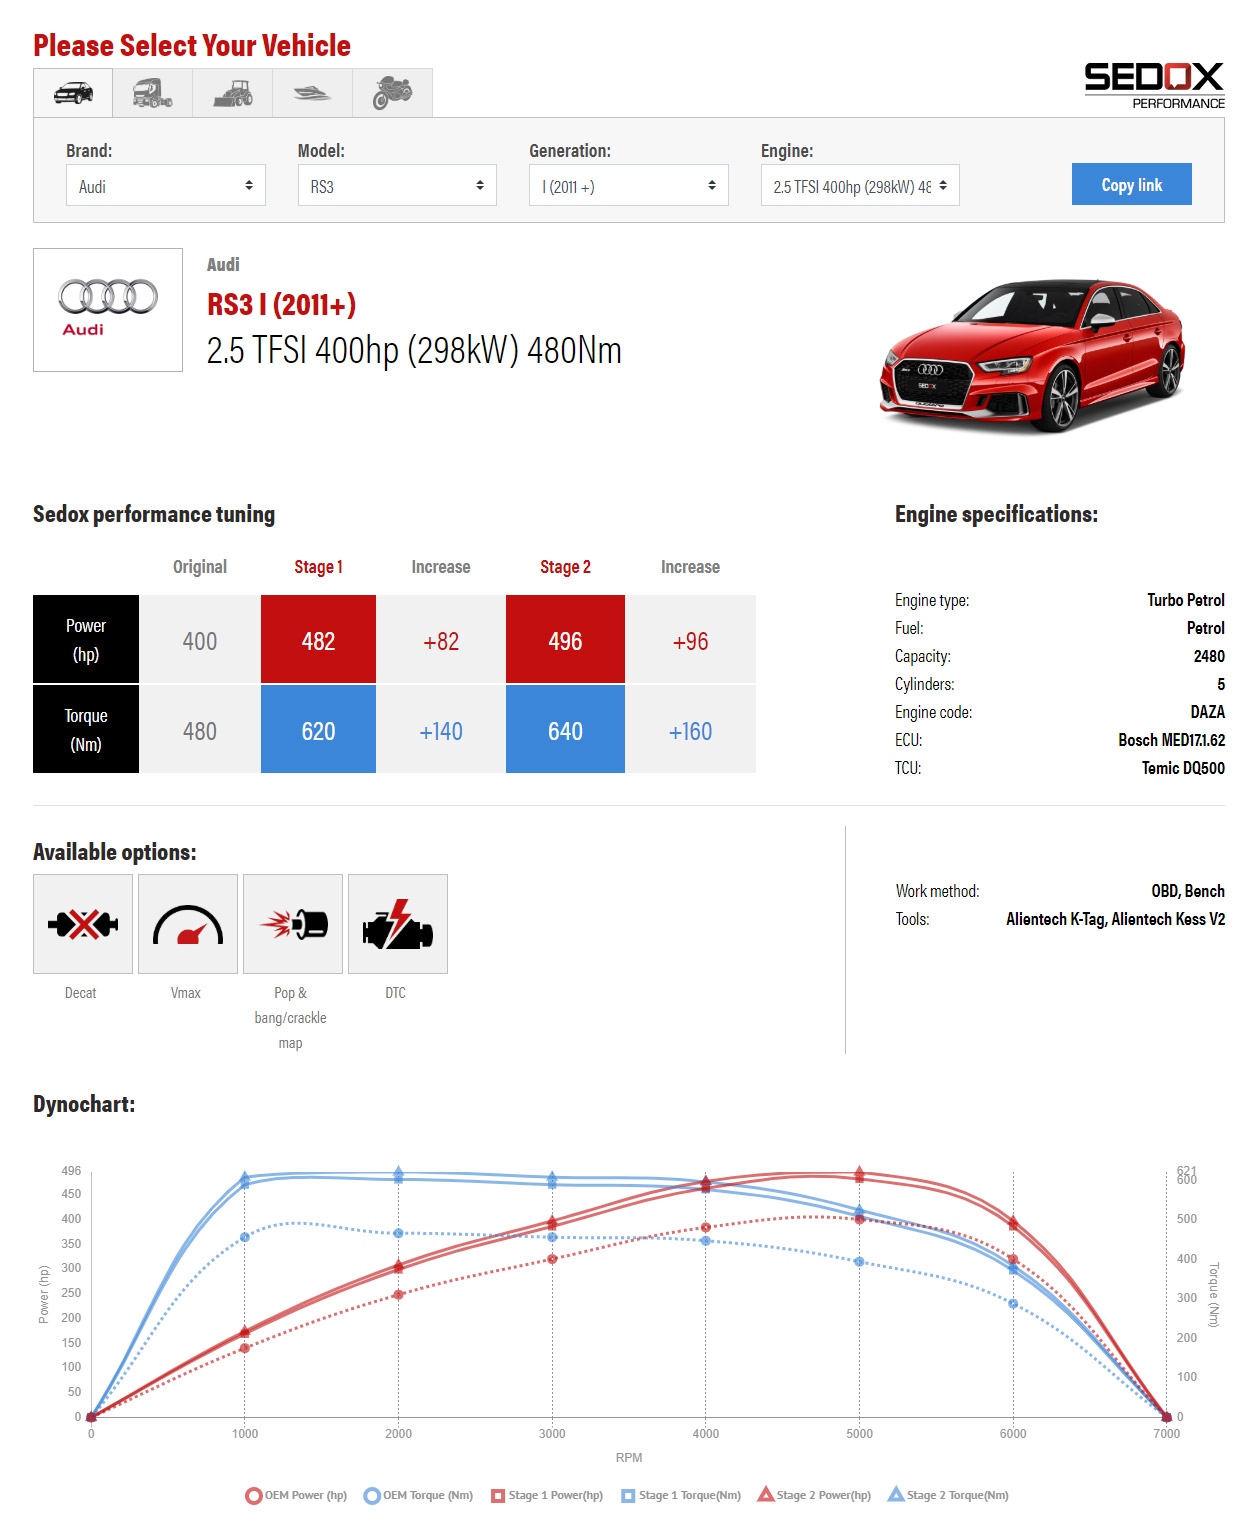 Please Select Your Vehicle
SEDOX
PERFORMANCE
Brand:
Model:
Generation:
Engine:
Audi
RS3
I (2011 +)
2.5 TFSI 400hp (298kW) 48
Copy link
Audi
Audi
RS3 I (2011+)
2.5 TFSI 400hp (298kW) 480Nm
SEDOX
Sedox performance tuning
Engine specifications:
Original
Stage 1
Increase
Stage 2
Increase
Power
(hp)
400
482
+82
496
+96
Torque
(Nm)
480
620
+140
640
+160
Engine type:
Turbo Petrol
Fuel:
Petrol
Capacity:
2480
Cylinders:
5
Engine code:
DAZA
ECU:
Bosch MED17.1.62
TCU:
Temic DQ500
Available options:
Decat
Vmax
Pop &
bang/crackle
map
DTC
Work method:
OBD, Bench
Tools:
Alientech K-Tag, Alientech Kess V2
Dynochart:
496
450
400
350
300
250
200
150
100
50
0
Power (hp)
621
600
500
400
300
200
100
0
Torque (Nm)
0
1000
2000
3000
4000
5000
6000
7000
RPM
OEM Power (hp)
OEM Torque (Nm)
Stage 1 Power(hp)
Stage 1 Torque(Nm)
Stage 2 Power(hp)
Stage 2 Torque(Nm)